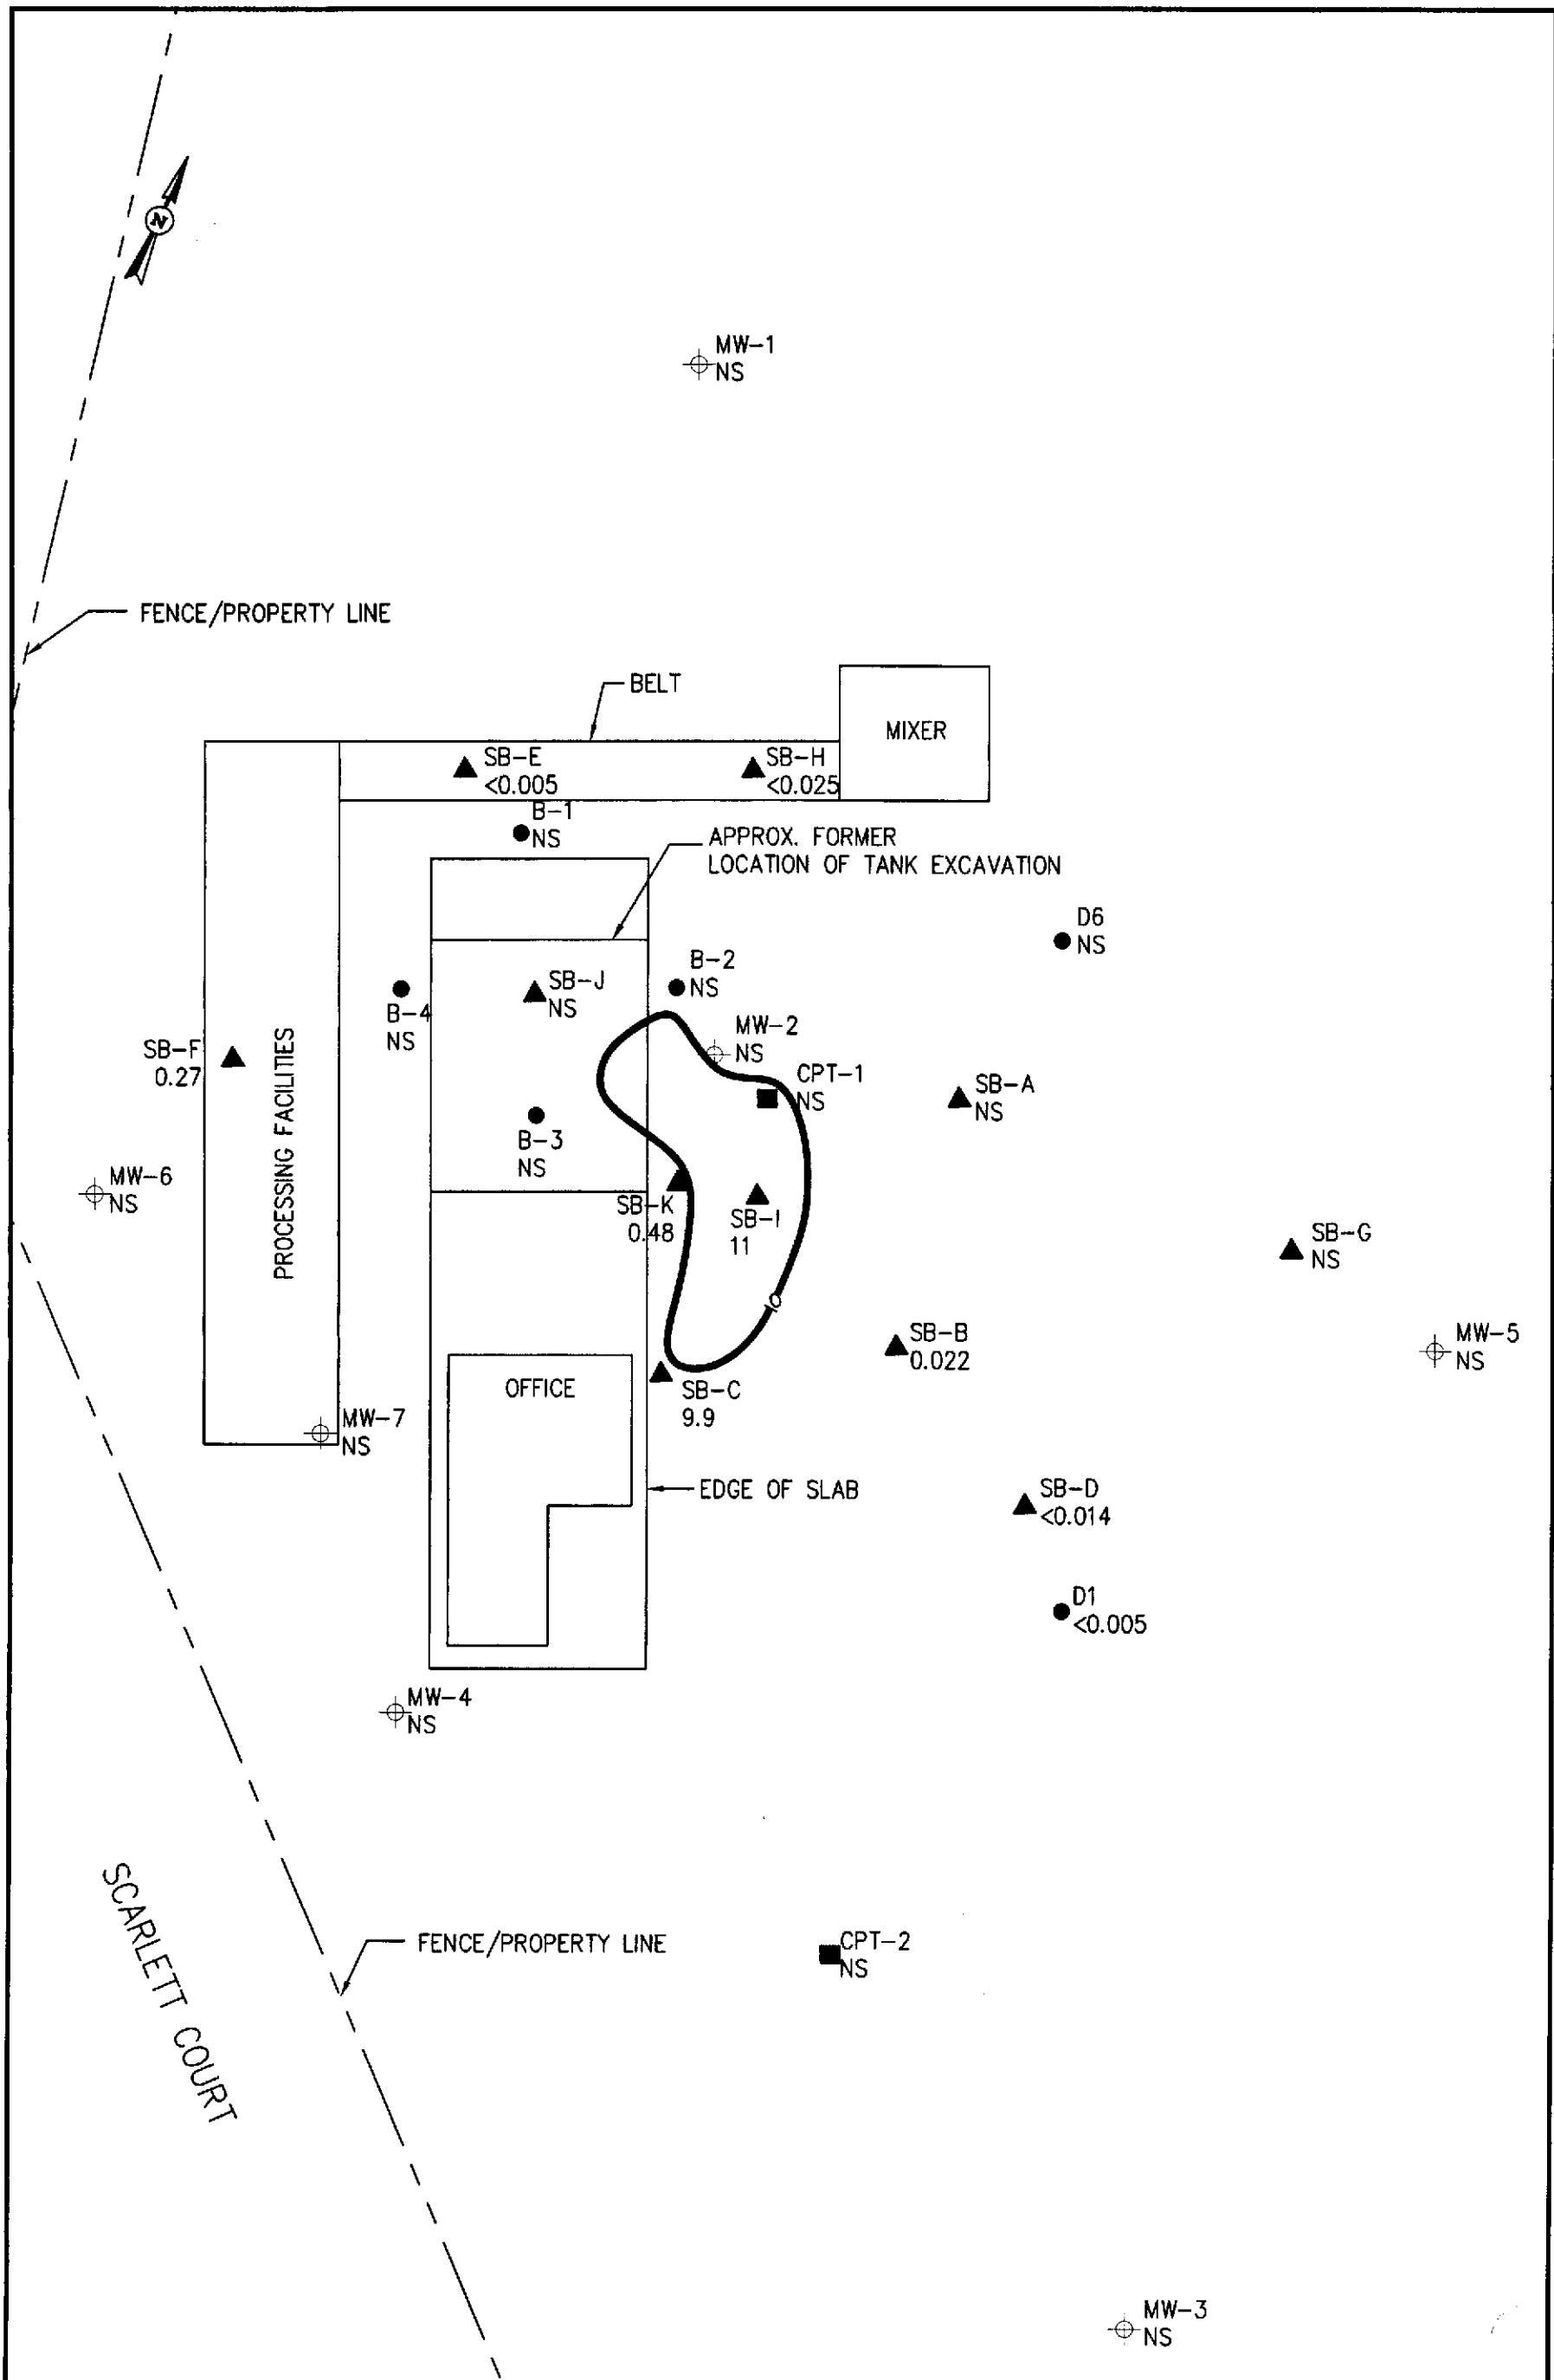 N
MW-1
NS
FENCE/PROPERTY LINE
BELT
MIXER
SB-E
<0.005
SB-H
<0.025
B-1
NS
APPROX. FORMER
LOCATION OF TANK EXCAVATION
D6
NS
B-2
NS
SB-J
NS
B-4
NS
MW-2
NS
SB-F
0.27
PROCESSING FACILITIES
CPT-1
NS
SB-A
NS
B-3
NS
MW-6
NS
SB-K
0.48
SB-I
11
SB-G
NS
10
SB-B
0.022
MW-5
NS
OFFICE
SB-C
9.9
MW-7
NS
EDGE OF SLAB
SB-D
<0.014
D1
<0.005
MW-4
NS
SCARLETT COURT
FENCE/PROPERTY LINE
CPT-2
NS
MW-3
NS